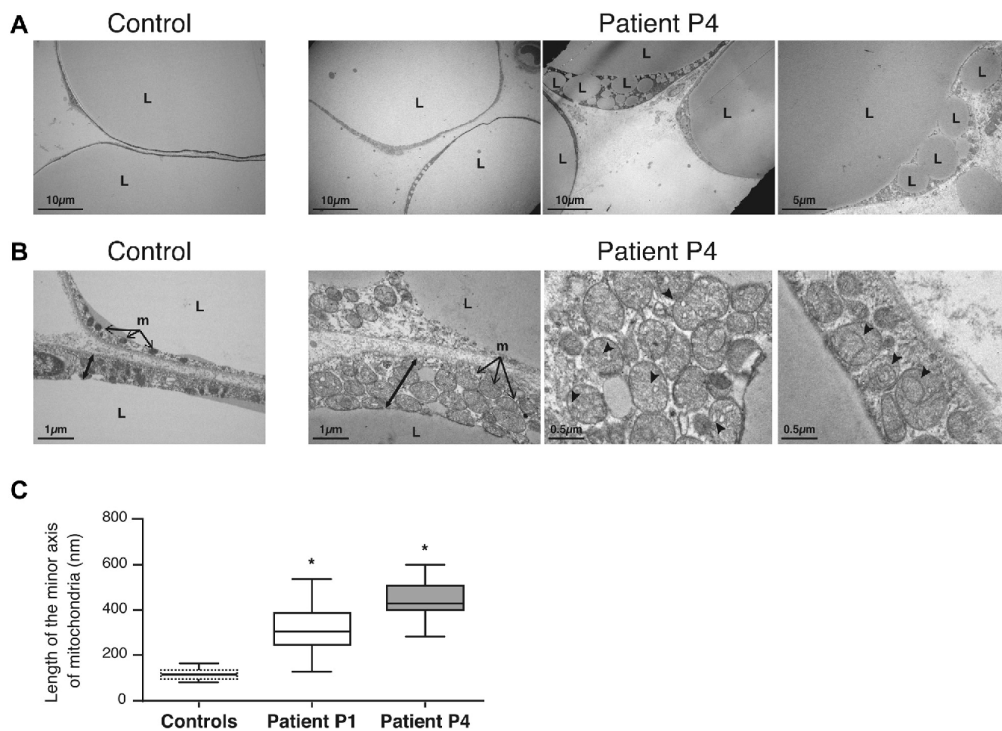 A
Control
Patient P4
L
L
10µm
L
L
10µm
L
L
L
L
L
L
10µm
L
L
L
L
L
5µm
B
Control
Patient P4
m
L
L
1µm
L
m
L
1µm
0.5µm
0.5µm
C
Length of the minor axis
of mitochondria (nm)
800
600
400
200
0
*
*
Controls
Patient P1
Patient P4